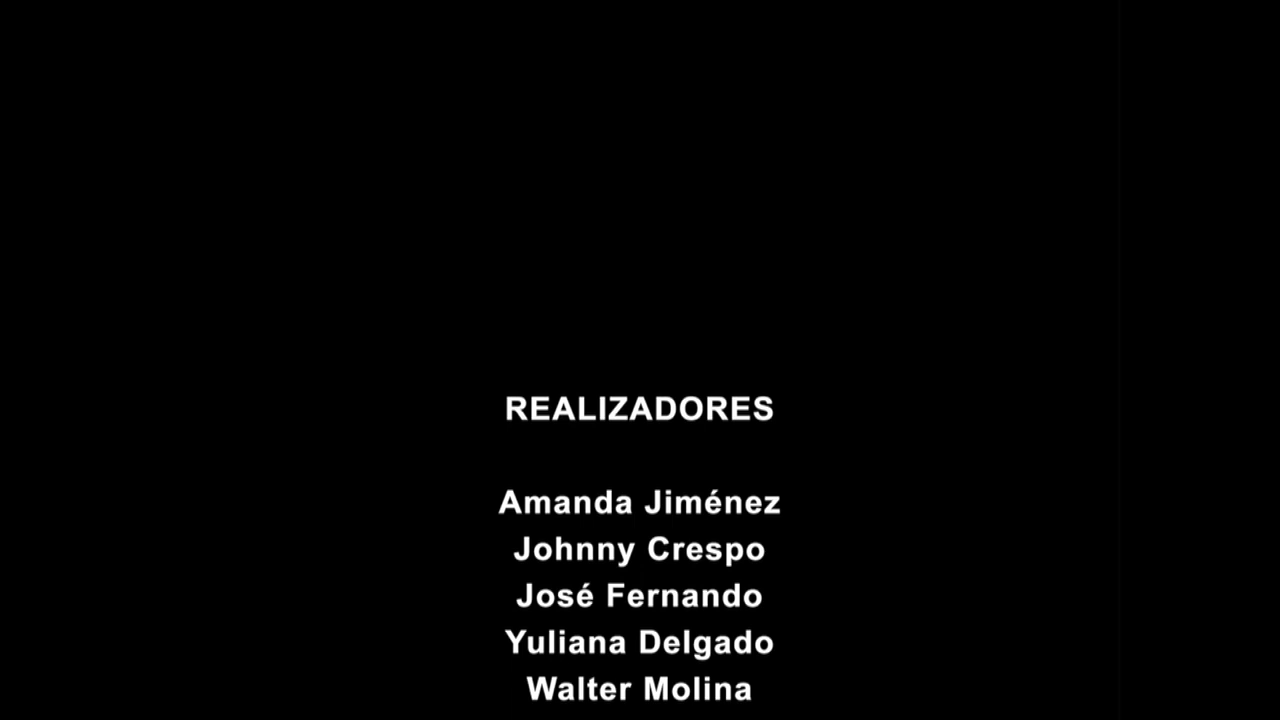 REALIZADORES
Amanda Jiménez
Johnny Crespo
José Fernando
Yuliana Delgado
Walter Molina